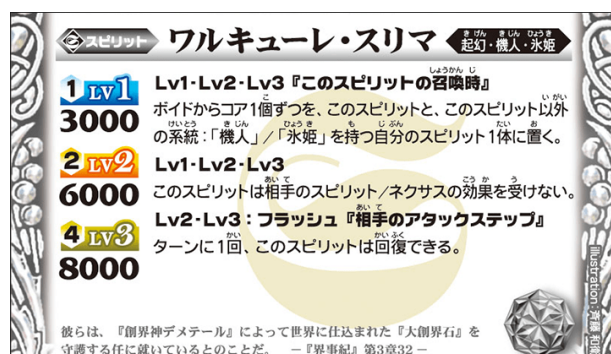 スピリット ワルキューレ・スリマ 起幻・機人・氷姫
1 LV1 3000
2 LV2 6000
4 LV3 8000
Lv1・Lv2・Lv3『このスピリットの召喚時』
ボイドからコア1個ずつを、このスピリットと、このスピリット以外
の系統：「機人」/「氷姫」を持つ自分のスピリット1体に置く。
Lv1・Lv2・Lv3
このスピリットは相手のスピリット/ネクサスの効果を受けない。
Lv2・Lv3：フラッシュ『相手のアタックステップ』
ターンに1回、このスピリットは回復できる。
彼らは、『創界神デメテール』によって世界に仕込まれた『大創界石』を
守護する任に就いているとのことだ。 －『界事紀』第3章32－
illustration：斉藤和